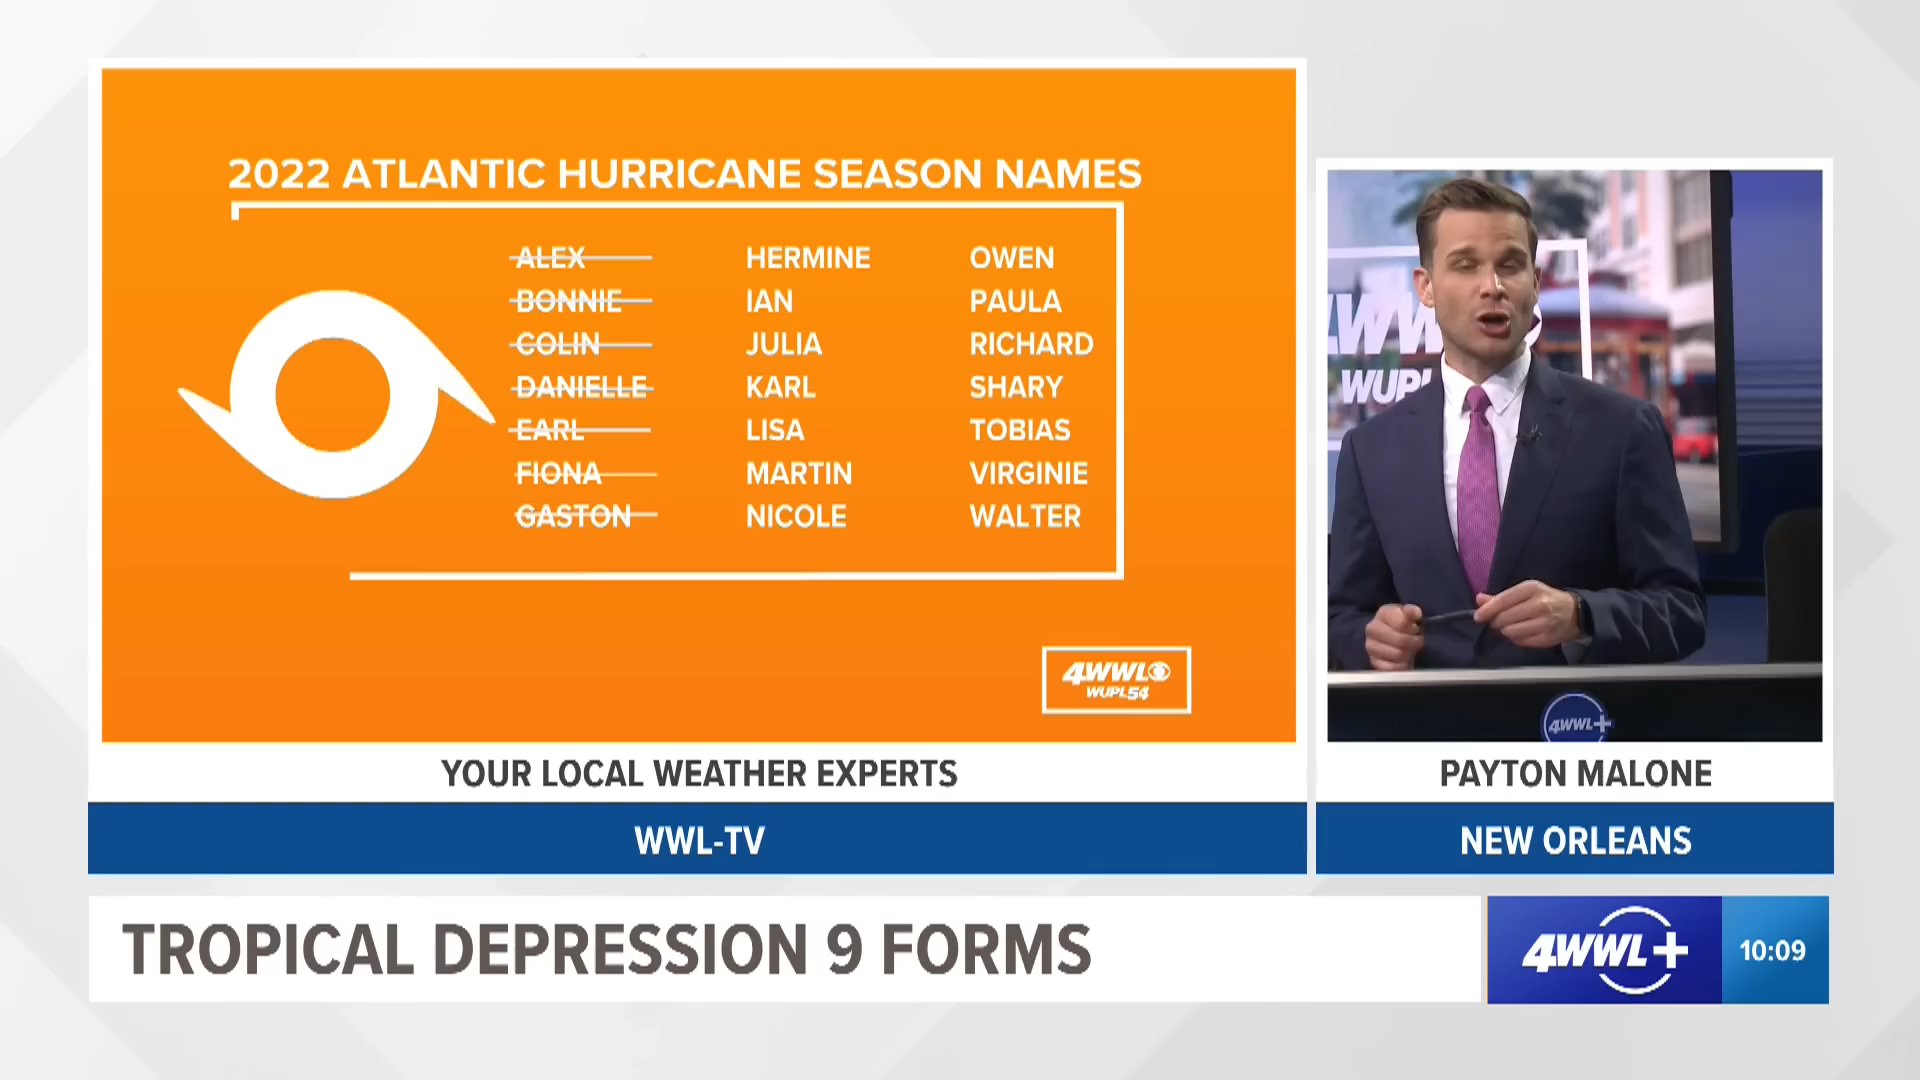 2022 ATLANTIC HURRICANE SEASON NAMES
ALEX HERMINE OWEN
BONNIE IAN PAULA
COLIN JULIA RICHARD
DANIELLE KARL SHARY
EARL LISA TOBIAS
FIONA MARTIN VIRGINIE
GASTON NICOLE WALTER
4WWL
WUPL54
YOUR LOCAL WEATHER EXPERTS
WWL-TV
WUPL
4WWL+
PAYTON MALONE
NEW ORLEANS
TROPICAL DEPRESSION 9 FORMS
4WWL+
10:09